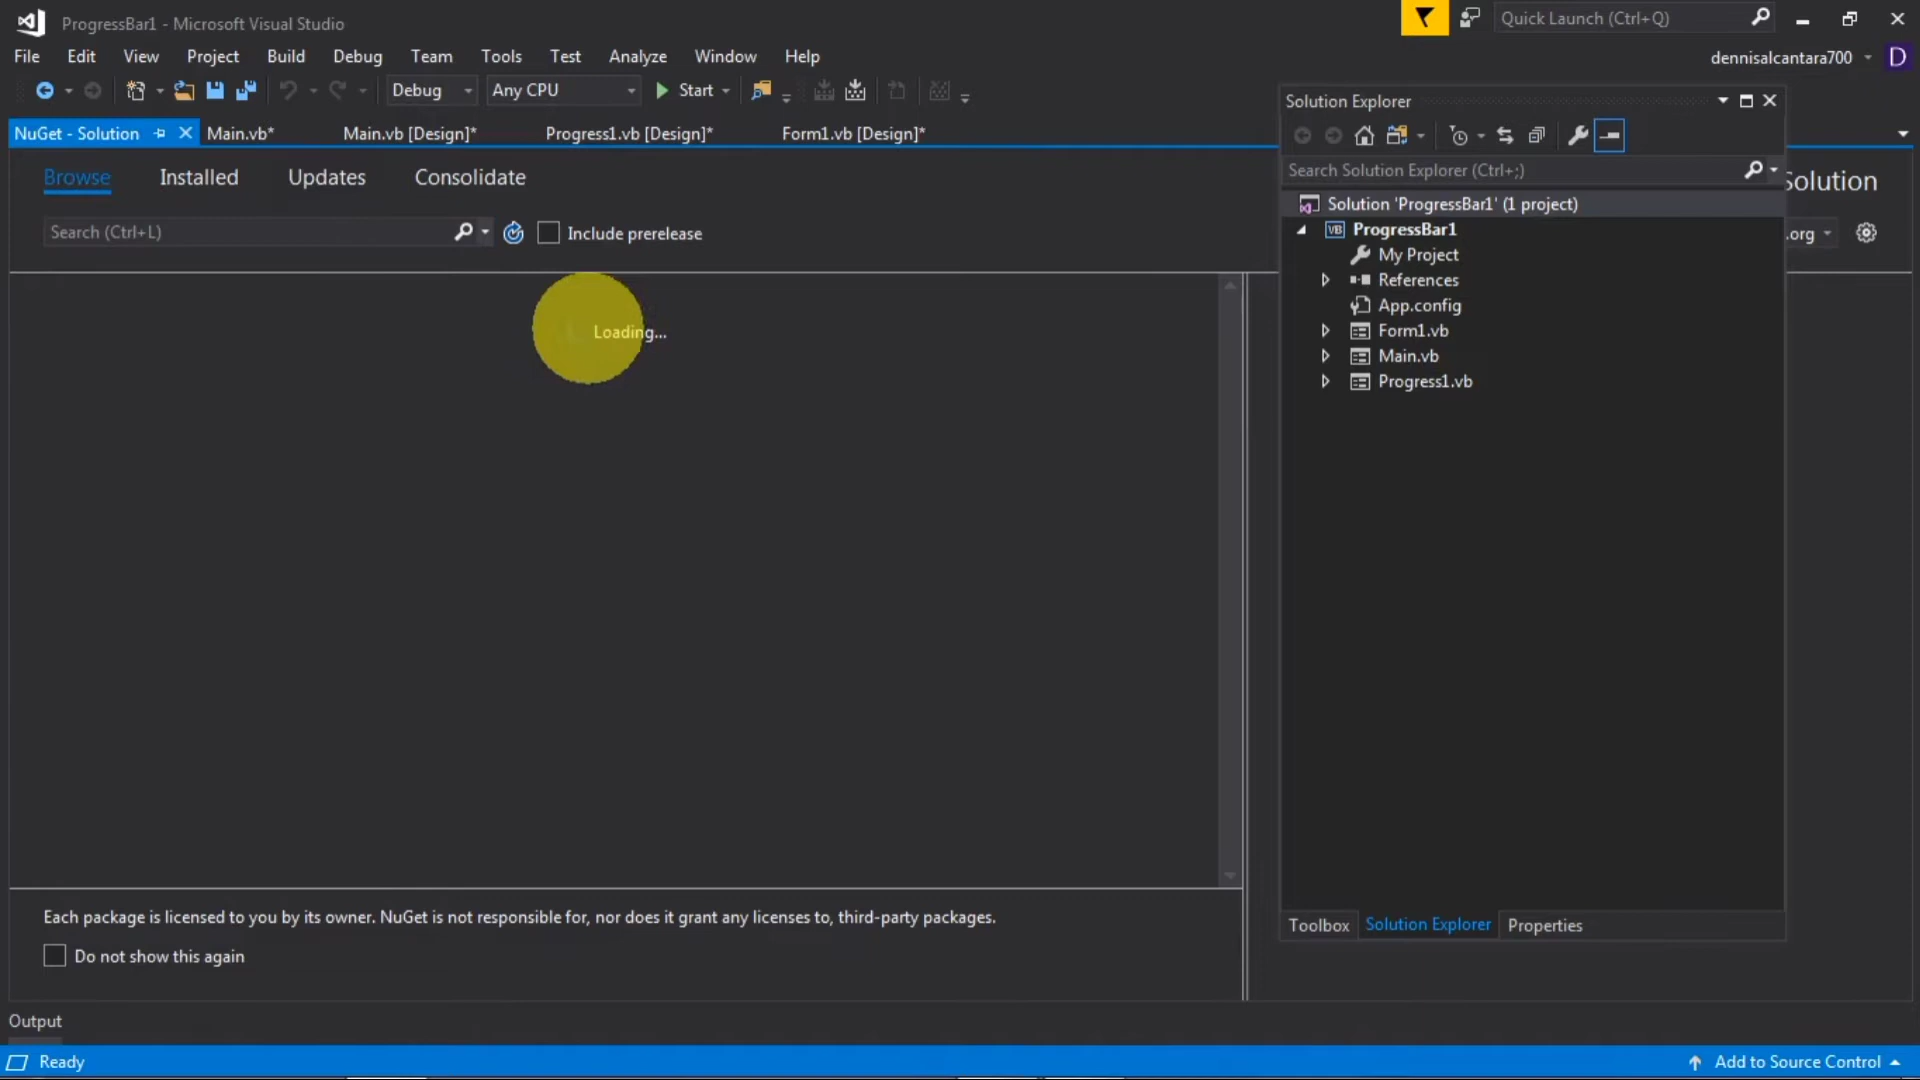 ProgressBar1 - Microsoft Visual Studio
Quick Launch (Ctrl+Q)
File Edit View Project Build Debug Team Tools Test Analyze Window Help
dennisalcantara700 D
Debug Any CPU Start
Solution Explorer
NuGet - Solution Main.vb* Main.vb [Design]* Progress1.vb [Design]* Form1.vb [Design]*
Browse Installed Updates Consolidate
Search Solution Explorer (Ctrl+;)
Solution
Search (Ctrl+L)
Include prerelease
.org
Solution 'ProgressBar1' (1 project)
VB ProgressBar1
My Project
References
App.config
Form1.vb
Main.vb
Progress1.vb
Loading...
Each package is licensed to you by its owner. NuGet is not responsible for, nor does it grant any licenses to, third-party packages.
Do not show this again
Toolbox Solution Explorer Properties
Output
Ready
Add to Source Control